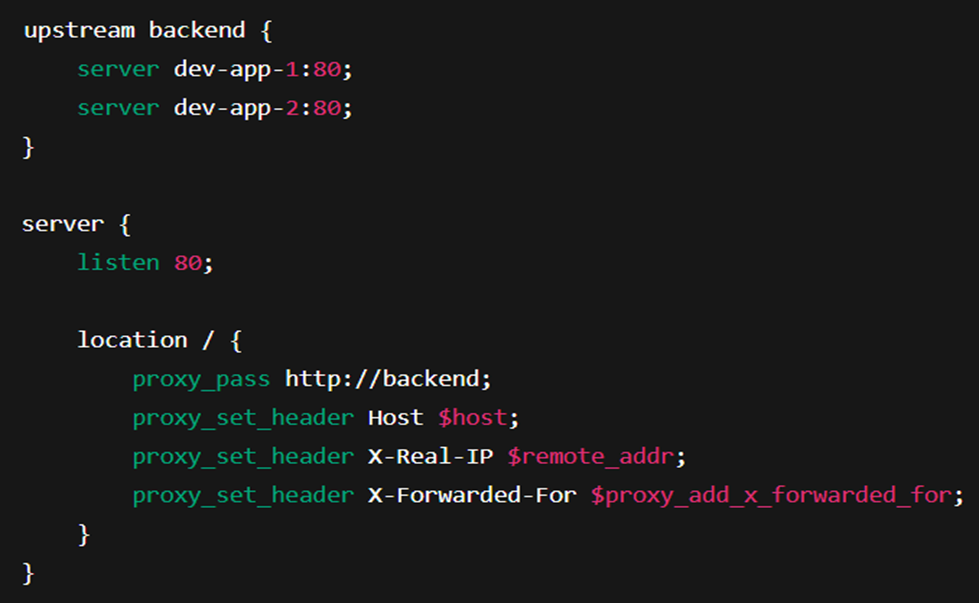 upstream backend {
    server dev-app-1:80;
    server dev-app-2:80;
}

server {
    listen 80;

    location / {
        proxy_pass http://backend;
        proxy_set_header Host $host;
        proxy_set_header X-Real-IP $remote_addr;
        proxy_set_header X-Forwarded-For $proxy_add_x_forwarded_for;
    }
}